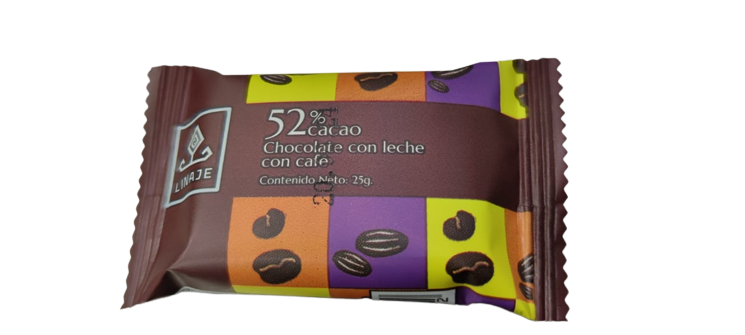 52% cacao
Chocolate con leche
con café
Contenido Neto: 25g.
LINAJE